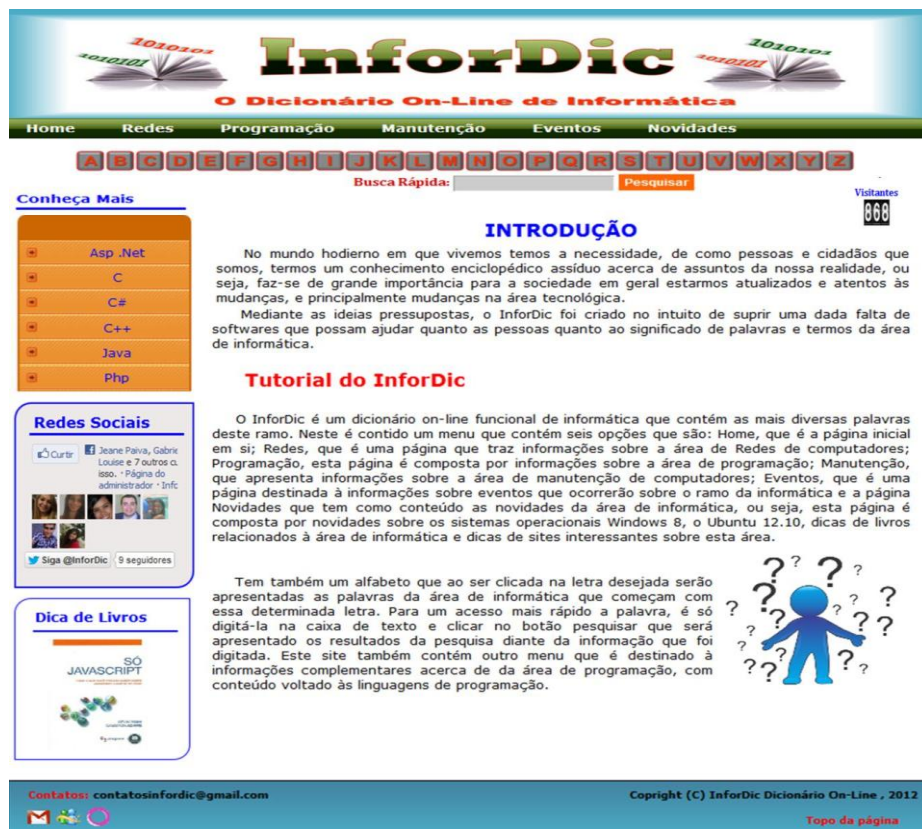 1010101
1010101
InforDic
1010101
1010101
O Dicionário On-Line de Informática
Home Redes Programação Manutenção Eventos Novidades
A B C D E F G H I J K L M N O P Q R S T U V W X Y Z
Busca Rápida: Pesquisar
Visitantes
868
Conheça Mais
Asp .Net
C
C#
C++
Java
Php
Redes Sociais
Curtir
Jeane Paiva, Gabrie
Louise e 7 outros cu
isso. · Página do
administrador · Info
Siga @InforDic 9 seguidores
Dica de Livros
SÓ
JAVASCRIPT
INTRODUÇÃO
No mundo hodierno em que vivemos temos a necessidade, de como pessoas e cidadãos que
somos, termos um conhecimento enciclopédico assíduo acerca de assuntos da nossa realidade, ou
seja, faz-se de grande importância para a sociedade em geral estarmos atualizados e atentos às
mudanças, e principalmente mudanças na área tecnológica.
Mediante as ideias pressupostas, o InforDic foi criado no intuito de suprir uma dada falta de
softwares que possam ajudar quanto as pessoas quanto ao significado de palavras e termos da área
de informática.
Tutorial do InforDic
O InforDic é um dicionário on-line funcional de informática que contém as mais diversas palavras
deste ramo. Neste é contido um menu que contém seis opções que são: Home, que é a página inicial
em si; Redes, que é uma página que traz informações sobre a área de Redes de computadores;
Programação, esta página é composta por informações sobre a área de programação; Manutenção,
que apresenta informações sobre a área de manutenção de computadores; Eventos, que é uma
página destinada à informações sobre eventos que ocorrerão sobre o ramo da informática e a página
Novidades que tem como conteúdo as novidades da área de informática, ou seja, esta página é
composta por novidades sobre os sistemas operacionais Windows 8, o Ubuntu 12.10, dicas de livros
relacionados à área de informática e dicas de sites interessantes sobre esta área.
Tem também um alfabeto que ao ser clicada na letra desejada serão
apresentadas as palavras da área de informática que começam com
essa determinada letra. Para um acesso mais rápido a palavra, é só
digitá-la na caixa de texto e clicar no botão pesquisar que será
apresentado os resultados da pesquisa diante da informação que foi
digitada. Este site também contém outro menu que é destinado à
informações complementares acerca de da área de programação, com
conteúdo voltado às linguagens de programação.
Contatos: contatosinfordic@gmail.com
Copright (C) InforDic Dicionário On-Line , 2012
Topo da página